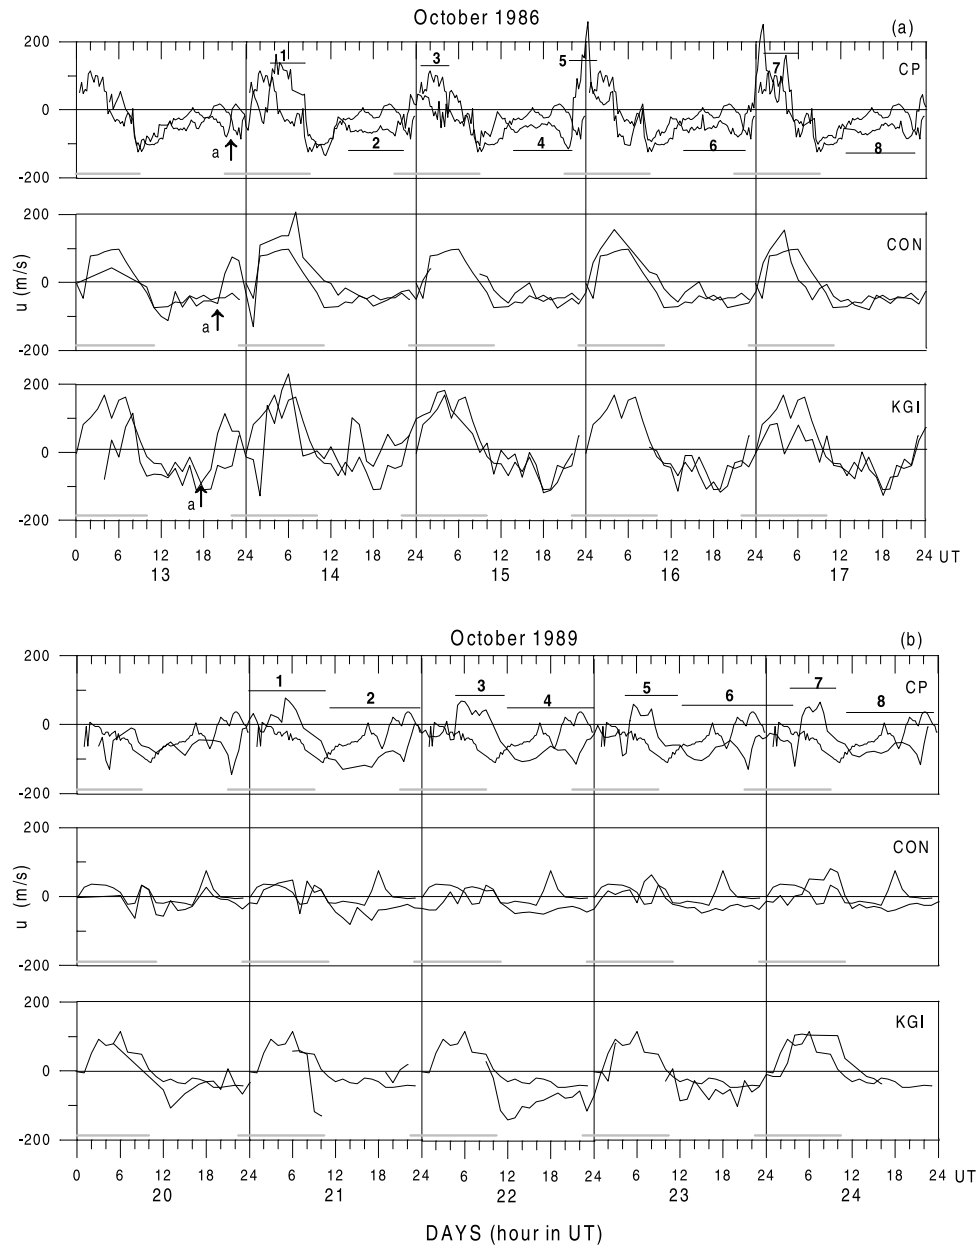 October 1986
(a)
200
0
-200
CP
1
2
3
4
5
6
7
8
a
200
0
-200
CON
a
u (m/s)
200
0
-200
KGI
a
0 6 12 18 24 6 12 18 24 6 12 18 24 6 12 18 24 6 12 18 24 UT
13 14 15 16 17
October 1989
(b)
200
0
-200
CP
1
2
3
4
5
6
7
8
200
0
-200
CON
u (m/s)
200
0
-200
KGI
0 6 12 18 24 6 12 18 24 6 12 18 24 6 12 18 24 6 12 18 24 UT
20 21 22 23 24
DAYS (hour in UT)